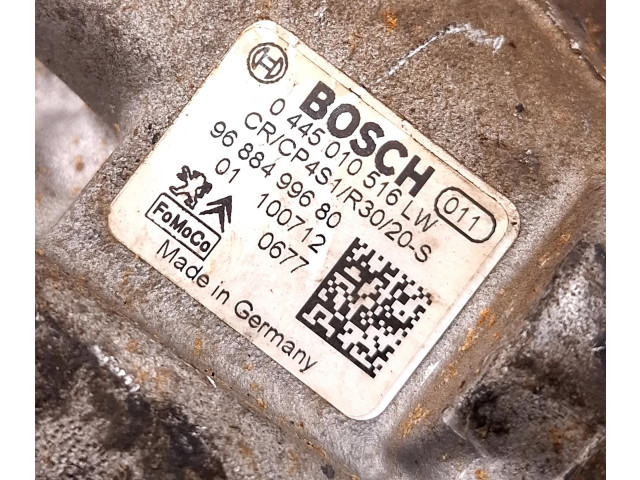 BOSCH
0 445 010 516 LW 011
CR/CP4S1/R30/20-S
96 884 996 80
01 100712
0677
FoMoCo
Made in Germany